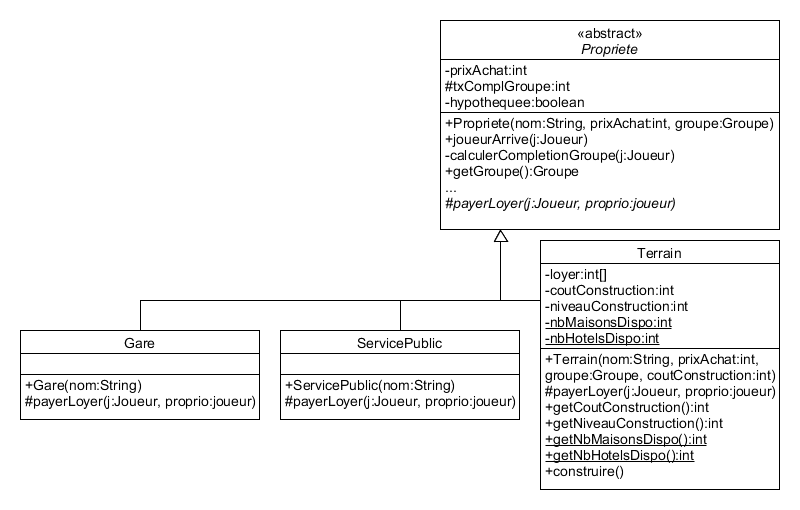 «abstract»
Propriete
-prixAchat:int
#txComplGroupe:int
-hypothequee:boolean
+Propriete(nom:String, prixAchat:int, groupe:Groupe)
+joueurArrive(j:Joueur)
-calculerCompletionGroupe(j:Joueur)
+getGroupe():Groupe
...
#payerLoyer(j:Joueur, proprio:joueur)
Terrain
-loyer:int[]
-coutConstruction:int
-niveauConstruction:int
-nbMaisonsDispo:int
-nbHotelsDispo:int
+Terrain(nom:String, prixAchat:int,
groupe:Groupe, coutConstruction:int)
#payerLoyer(j:Joueur, proprio:joueur)
+getCoutConstruction():int
+getNiveauConstruction():int
+getNbMaisonsDispo():int
+getNbHotelsDispo():int
+construire()
Gare
+Gare(nom:String)
#payerLoyer(j:Joueur, proprio:joueur)
ServicePublic
+ServicePublic(nom:String)
#payerLoyer(j:Joueur, proprio:joueur)